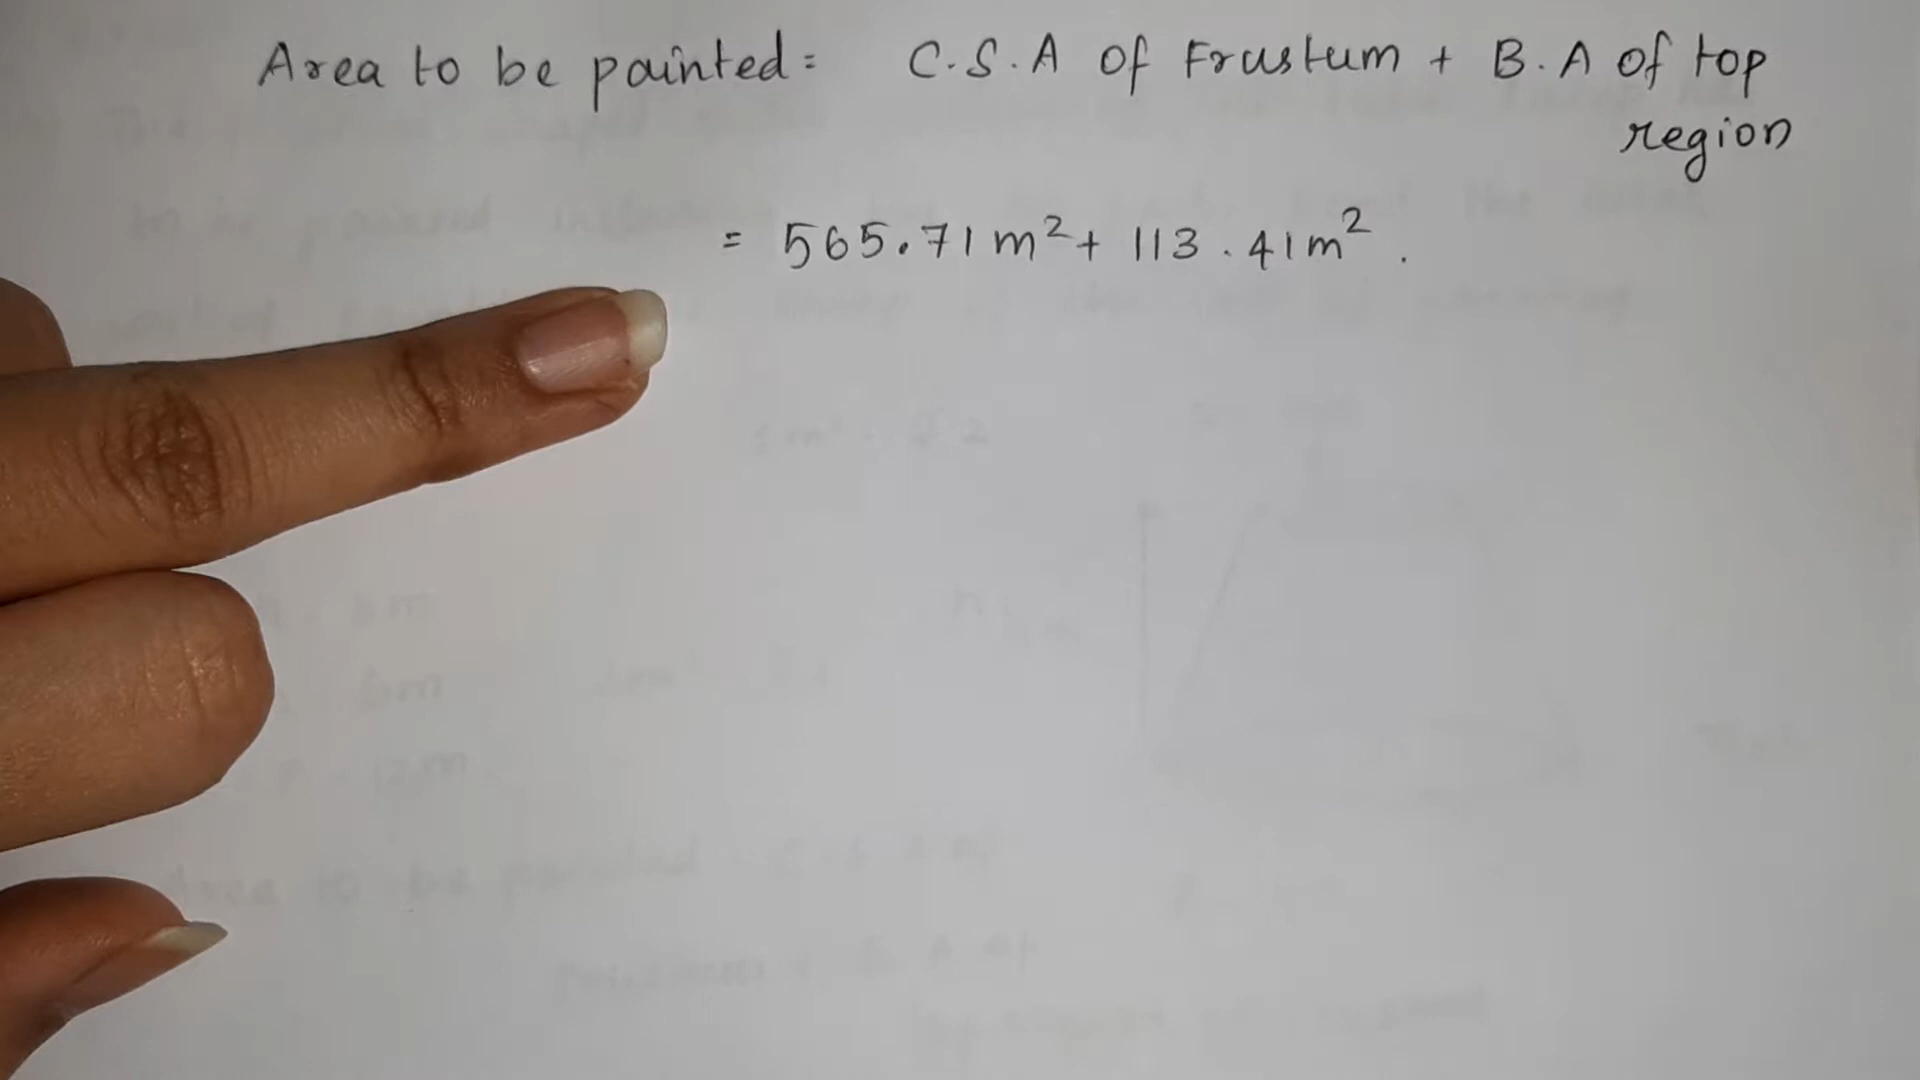 Area to be painted = C.S.A of Frustum + B.A of top
region
= 565.71 m² + 113.41 m².